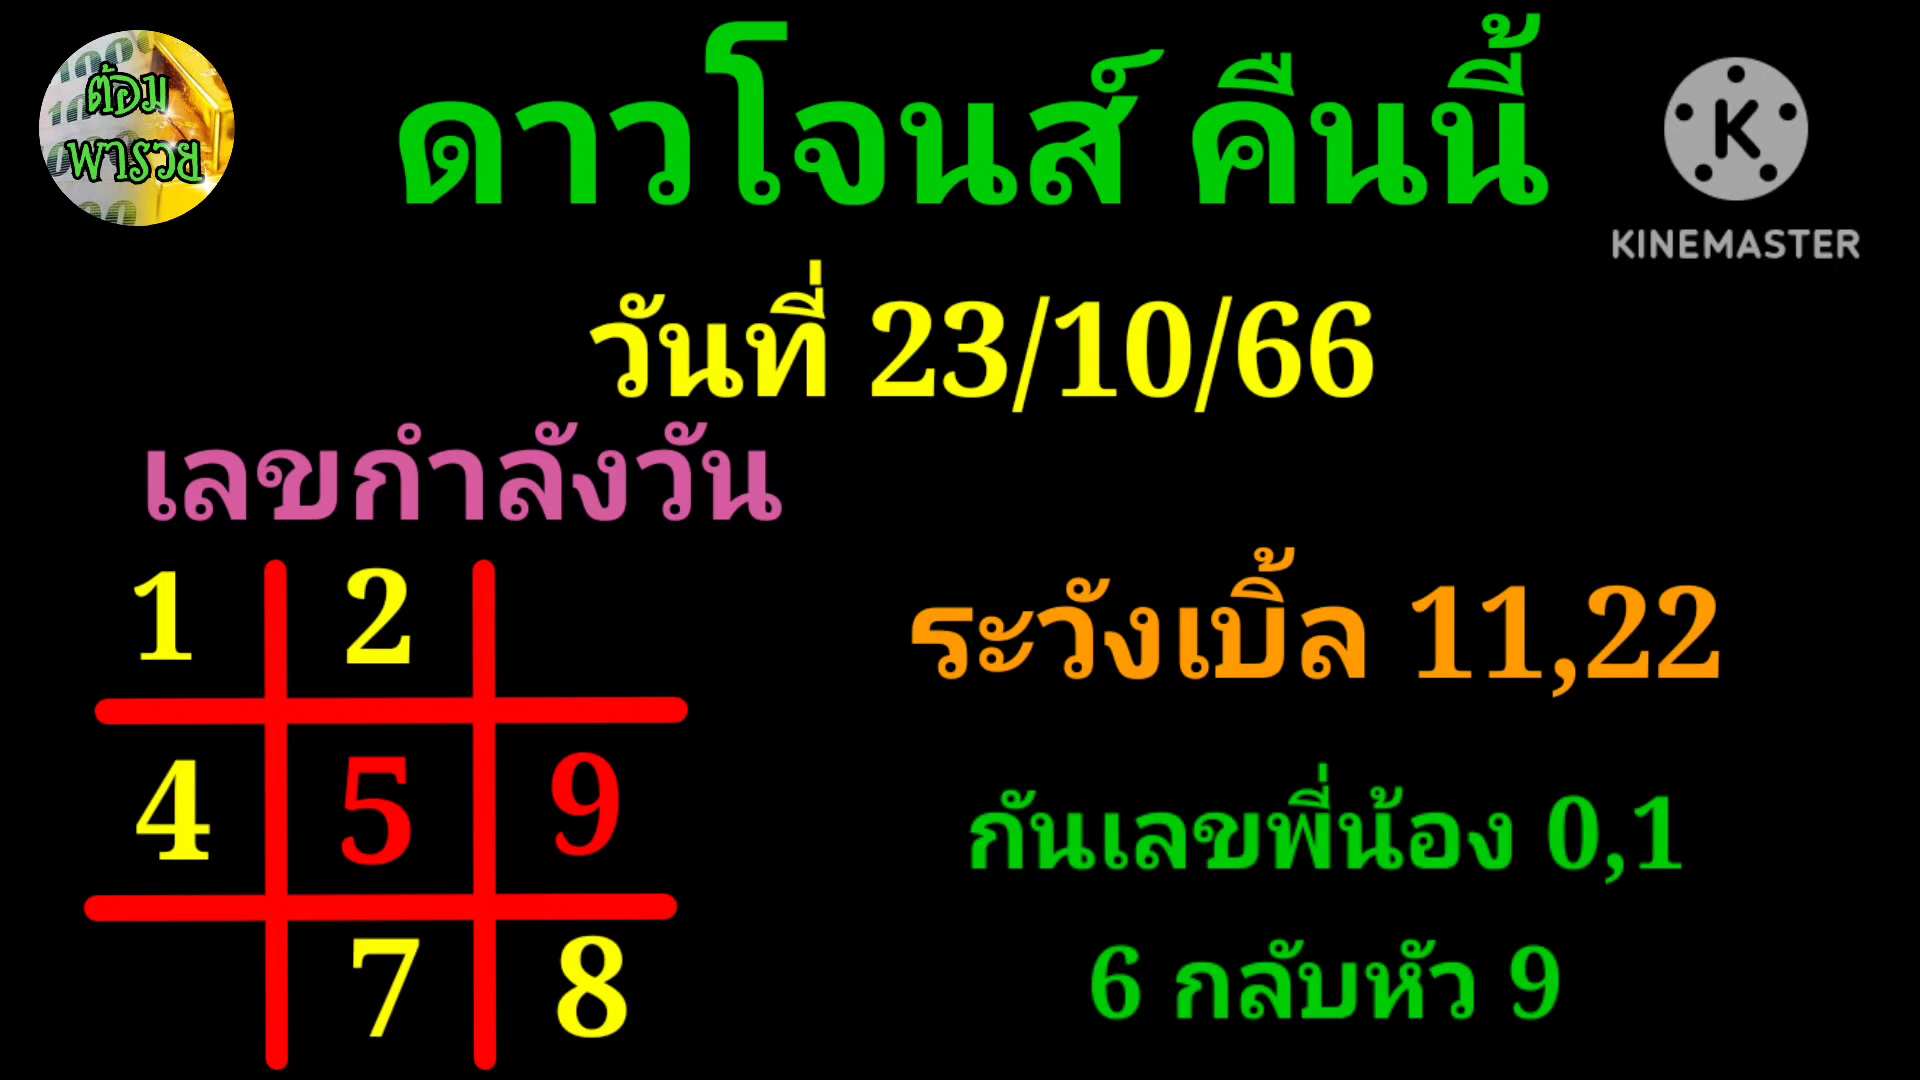 ต้อม
พารวย
ดาวโจนส์ คืนนี้
KINEMASTER
วันที่ 23/10/66
เลขกำลังวัน
1 2
4 5 9
7 8
ระวังเบิ้ล 11,22
กันเลขพี่น้อง 0,1
6 กลับหัว 9